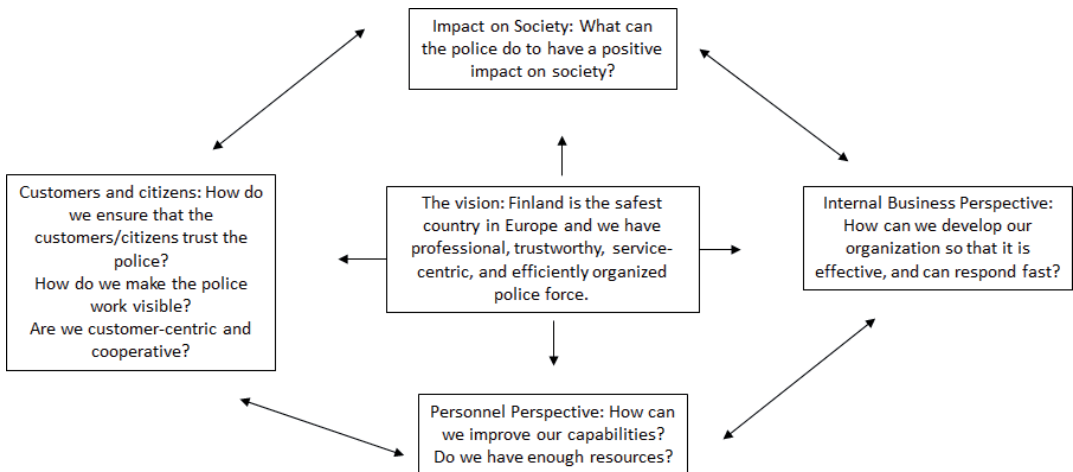 Impact on Society: What can
the police do to have a positive
impact on society?
Customers and citizens: How do
we ensure that the
customers/citizens trust the
police?
How do we make the police
work visible?
Are we customer-centric and
cooperative?
The vision: Finland is the safest
country in Europe and we have
professional, trustworthy, service-
centric, and efficiently organized
police force.
Internal Business Perspective:
How can we develop our
organization so that it is
effective, and can respond fast?
Personnel Perspective: How can
we improve our capabilities?
Do we have enough resources?